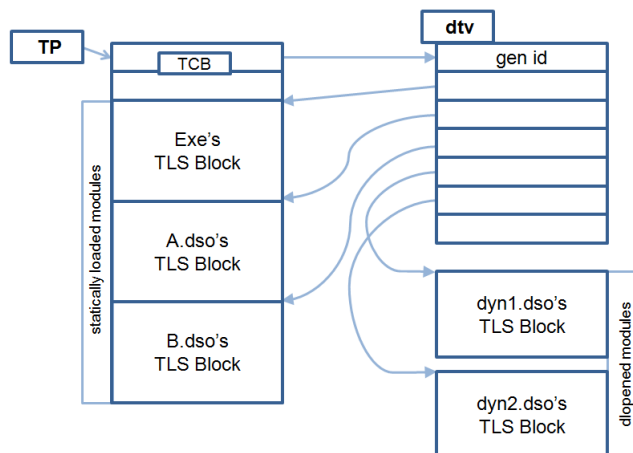 TP
TCB
dtv
gen id
statically loaded modules
Exe's
TLS Block
A.dso's
TLS Block
B.dso's
TLS Block
dyn1.dso's
TLS Block
dyn2.dso's
TLS Block
dlopened modules